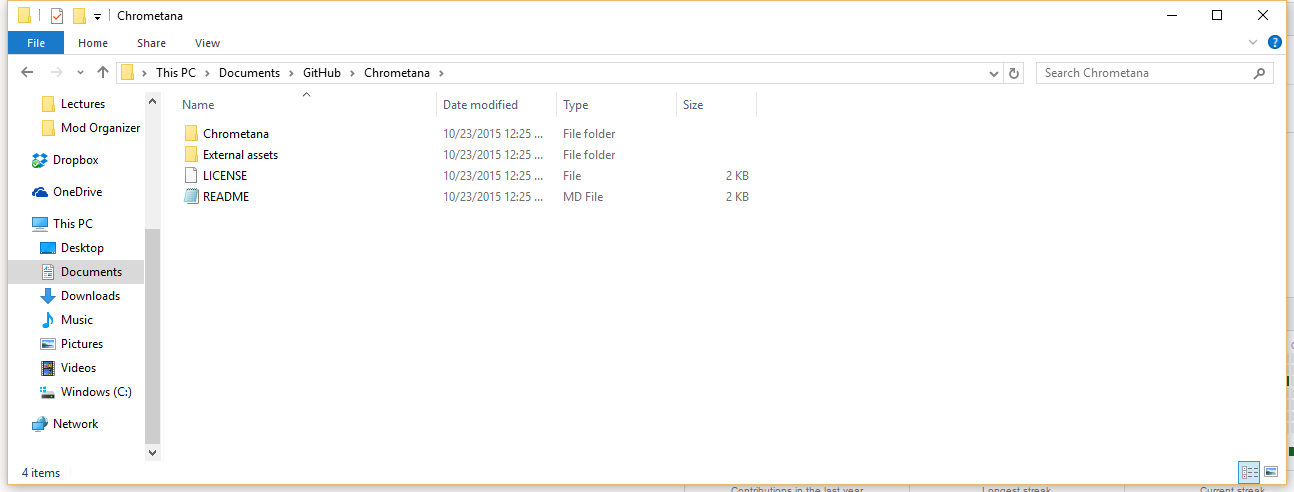 Chrometana
File Home Share View
This PC Documents GitHub Chrometana
Search Chrometana
Lectures
Mod Organizer
Dropbox
OneDrive
This PC
Desktop
Documents
Downloads
Music
Pictures
Videos
Windows (C:)
Network
Name Date modified Type Size
Chrometana 10/23/2015 12:25 ... File folder
External assets 10/23/2015 12:25 ... File folder
LICENSE 10/23/2015 12:25 ... File 2 KB
README 10/23/2015 12:25 ... MD File 2 KB
4 items
Contributions in the last year Longest streak Current streak